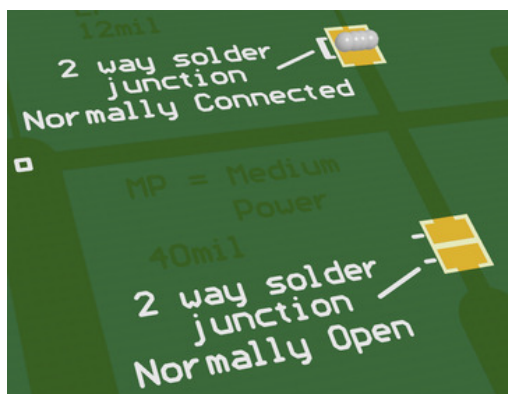 12mil
2 way solder
junction
Normally Connected
MP = Medium
Power
40mil
2 way solder
junction
Normally Open